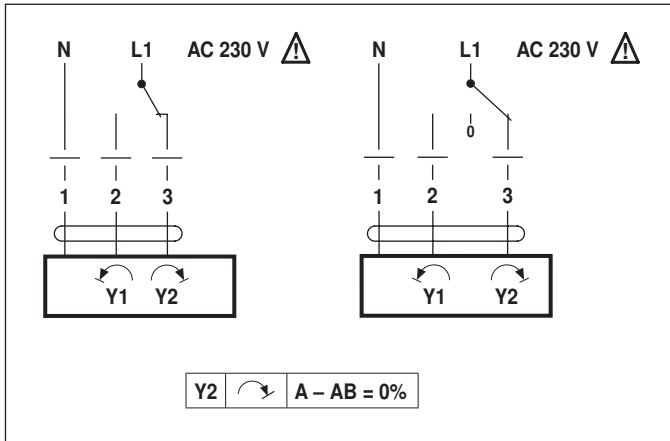 N L1 AC 230 V N L1 AC 230 V
0
1 2 3 1 2 3
Y1 Y2 Y1 Y2
Y2 A – AB = 0%